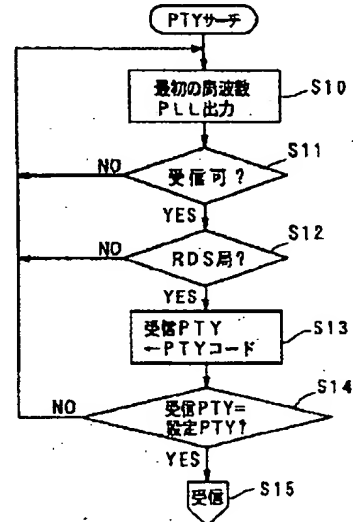 PTYサーチ
最初の周波数
PLL出力
S10
S11
NO
受信可?
YES
S12
NO
RDS局?
YES
受信PTY
←PTYコード
S13
S14
NO
受信PTY=
設定PTY?
YES
受信
S15